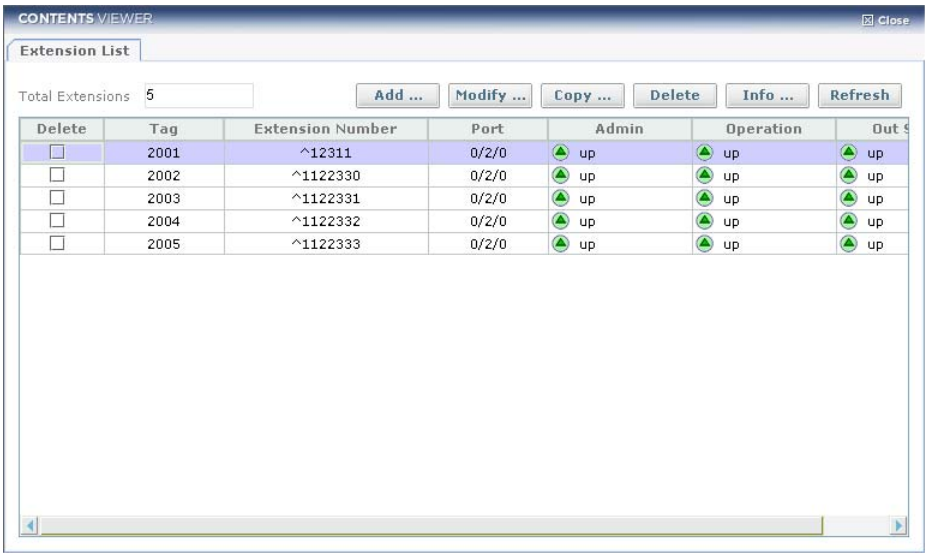 CONTENTS VIEWER Close
Extension List
Total Extensions 5 Add ... Modify ... Copy ... Delete Info ... Refresh
Delete Tag Extension Number Port Admin Operation Out
2001 ^12311 0/2/0 up up up
2002 ^1122330 0/2/0 up up up
2003 ^1122331 0/2/0 up up up
2004 ^1122332 0/2/0 up up up
2005 ^1122333 0/2/0 up up up